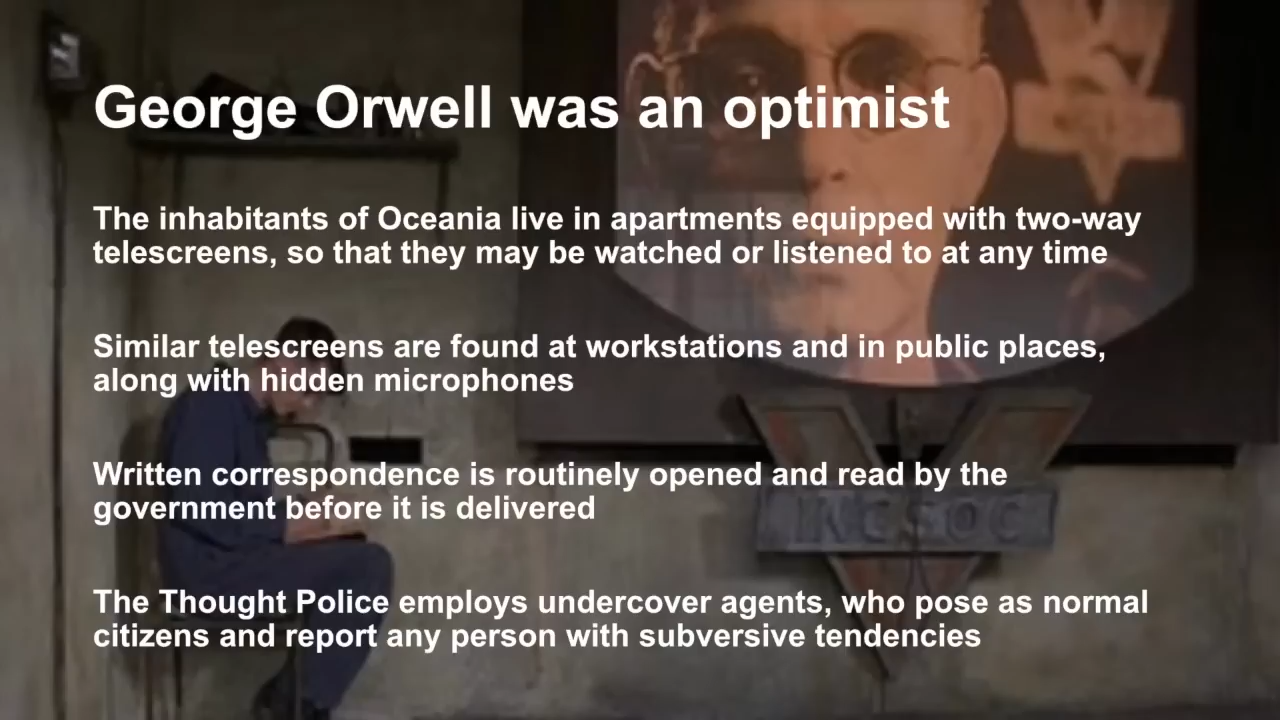 George Orwell was an optimist
The inhabitants of Oceania live in apartments equipped with two-way
telescreens, so that they may be watched or listened to at any time
Similar telescreens are found at workstations and in public places,
along with hidden microphones
Written correspondence is routinely opened and read by the
government before it is delivered
INGSOC
The Thought Police employs undercover agents, who pose as normal
citizens and report any person with subversive tendencies